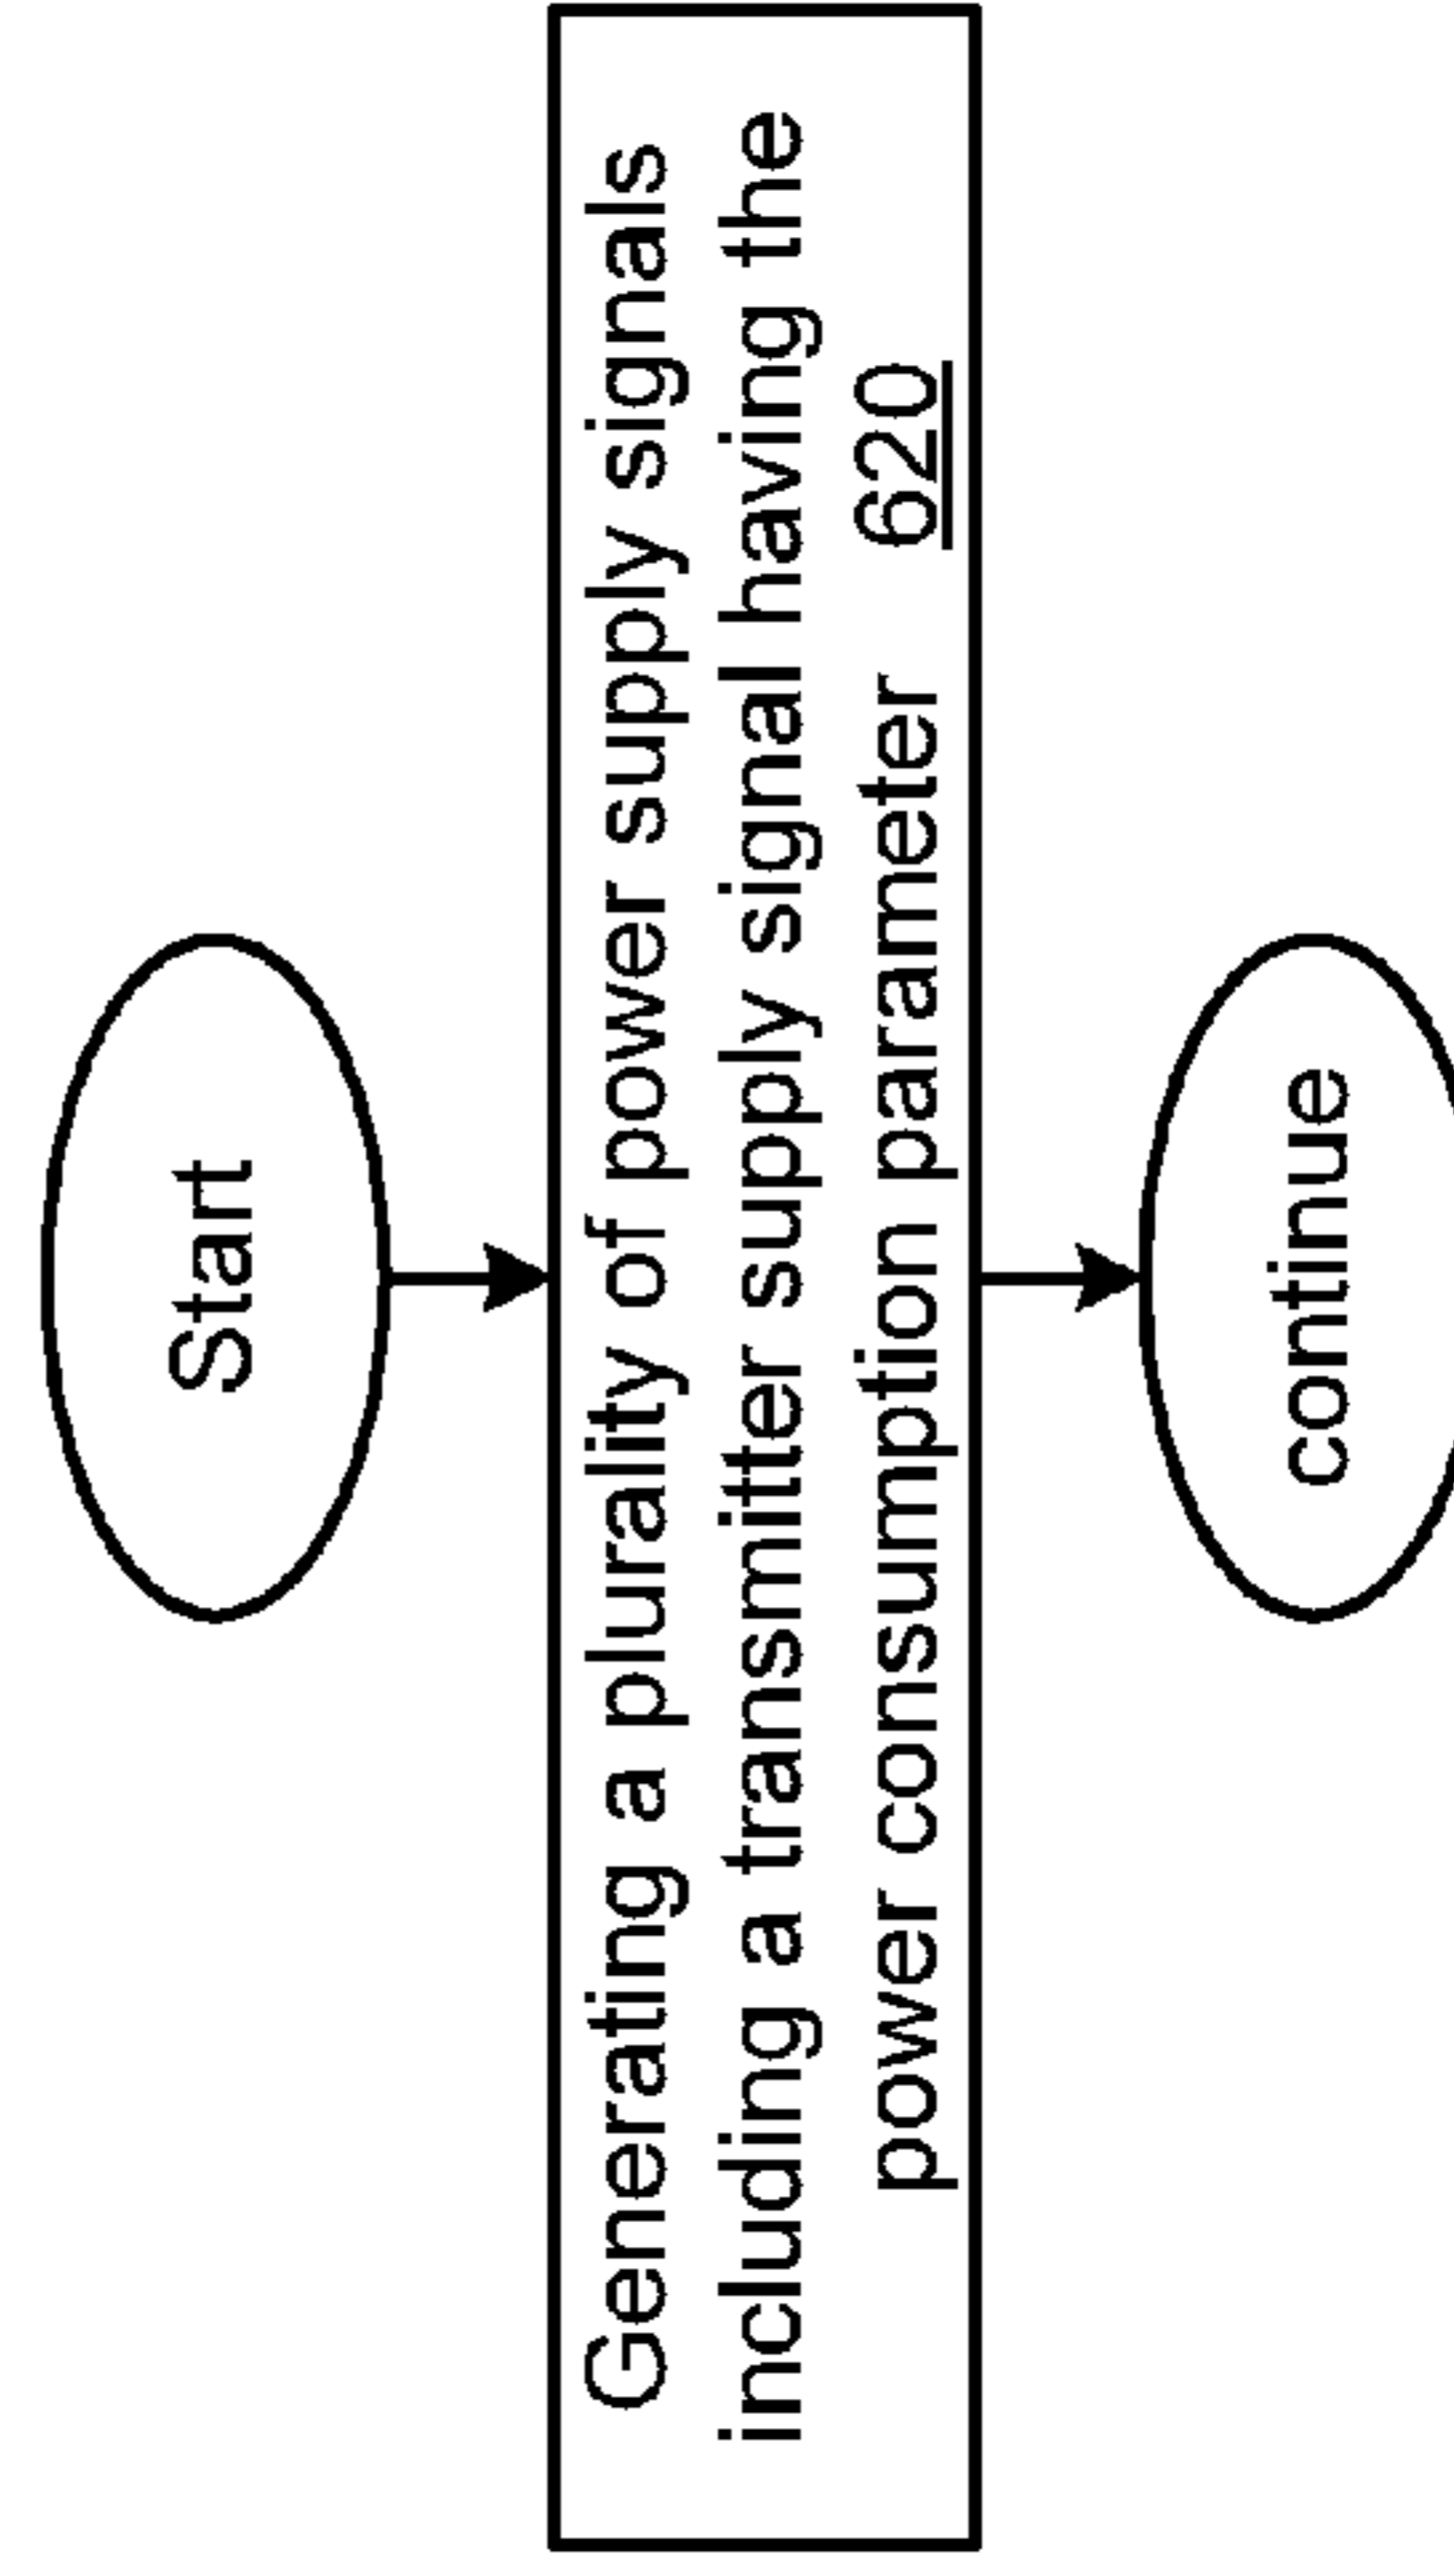 Start
Generating a plurality of power supply signals
including a transmitter supply signal having the
power consumption parameter 620
continue